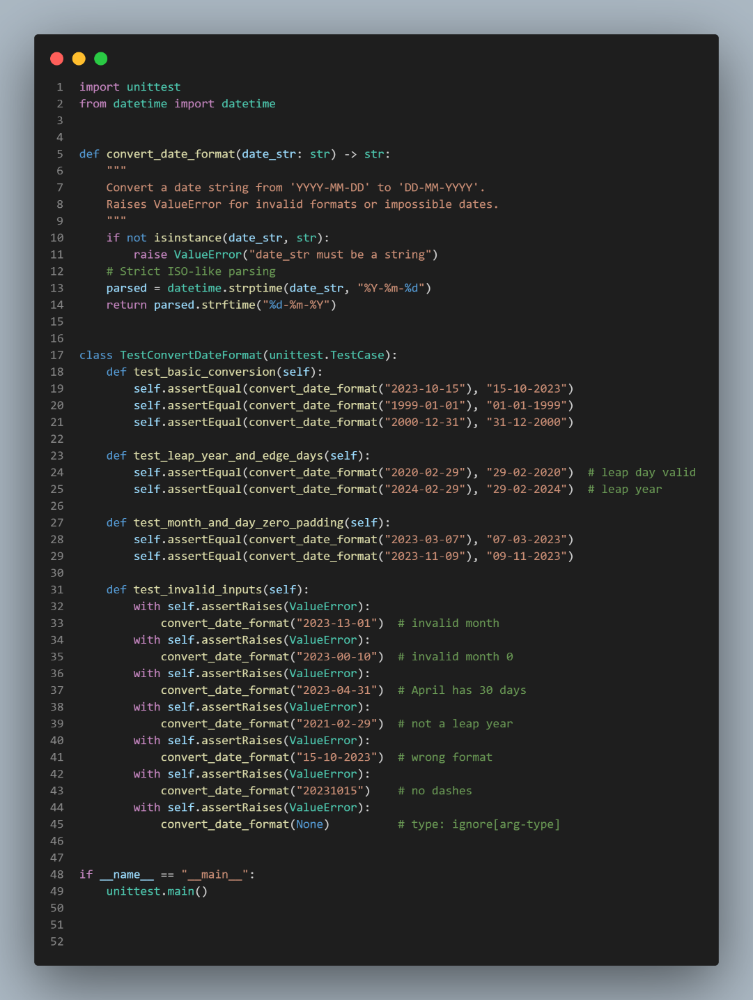 1 import unittest
2 from datetime import datetime
3
4
5 def convert_date_format(date_str: str) -> str:
6     """
7     Convert a date string from 'YYYY-MM-DD' to 'DD-MM-YYYY'.
8     Raises ValueError for invalid formats or impossible dates.
9     """
10     if not isinstance(date_str, str):
11         raise ValueError("date_str must be a string")
12     # Strict ISO-like parsing
13     parsed = datetime.strptime(date_str, "%Y-%m-%d")
14     return parsed.strftime("%d-%m-%Y")
15
16
17 class TestConvertDateFormat(unittest.TestCase):
18     def test_basic_conversion(self):
19         self.assertEqual(convert_date_format("2023-10-15"), "15-10-2023")
20         self.assertEqual(convert_date_format("1999-01-01"), "01-01-1999")
21         self.assertEqual(convert_date_format("2000-12-31"), "31-12-2000")
22
23     def test_leap_year_and_edge_days(self):
24         self.assertEqual(convert_date_format("2020-02-29"), "29-02-2020")  # leap day valid
25         self.assertEqual(convert_date_format("2024-02-29"), "29-02-2024")  # leap year
26
27     def test_month_and_day_zero_padding(self):
28         self.assertEqual(convert_date_format("2023-03-07"), "07-03-2023")
29         self.assertEqual(convert_date_format("2023-11-09"), "09-11-2023")
30
31     def test_invalid_inputs(self):
32         with self.assertRaises(ValueError):
33             convert_date_format("2023-13-01")  # invalid month
34         with self.assertRaises(ValueError):
35             convert_date_format("2023-00-10")  # invalid month 0
36         with self.assertRaises(ValueError):
37             convert_date_format("2023-04-31")  # April has 30 days
38         with self.assertRaises(ValueError):
39             convert_date_format("2021-02-29")  # not a leap year
40         with self.assertRaises(ValueError):
41             convert_date_format("15-10-2023")  # wrong format
42         with self.assertRaises(ValueError):
43             convert_date_format("20231015")    # no dashes
44         with self.assertRaises(ValueError):
45             convert_date_format(None)          # type: ignore[arg-type]
46
47
48 if __name__ == "__main__":
49     unittest.main()
50
51
52